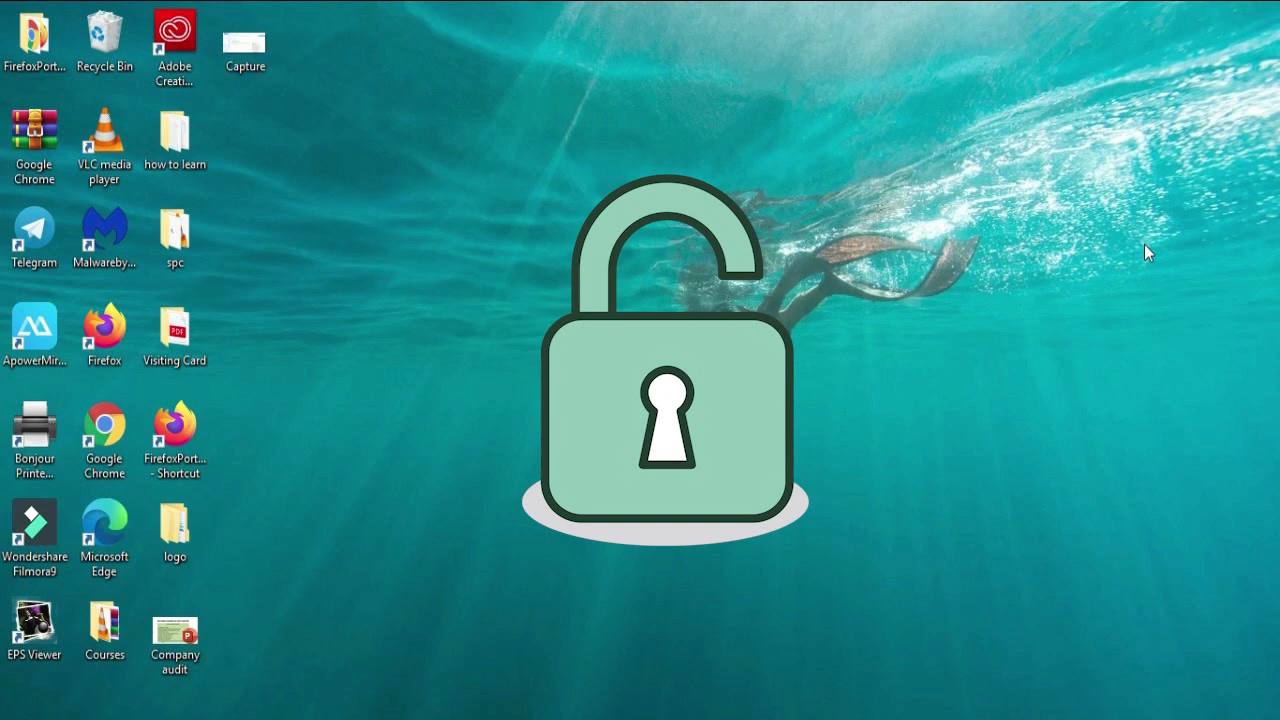 FirefoxPort...
Recycle Bin
Adobe
Creati...
Capture
Google
Chrome
VLC media
player
how to learn
Telegram
Malwareby...
spc
ApowerMir...
Firefox
PDF
Visiting Card
Bonjour
Printe...
Google
Chrome
FirefoxPort...
- Shortcut
Wondershare
Filmora9
Microsoft
Edge
logo
EPS Viewer
Courses
P
Company
audit